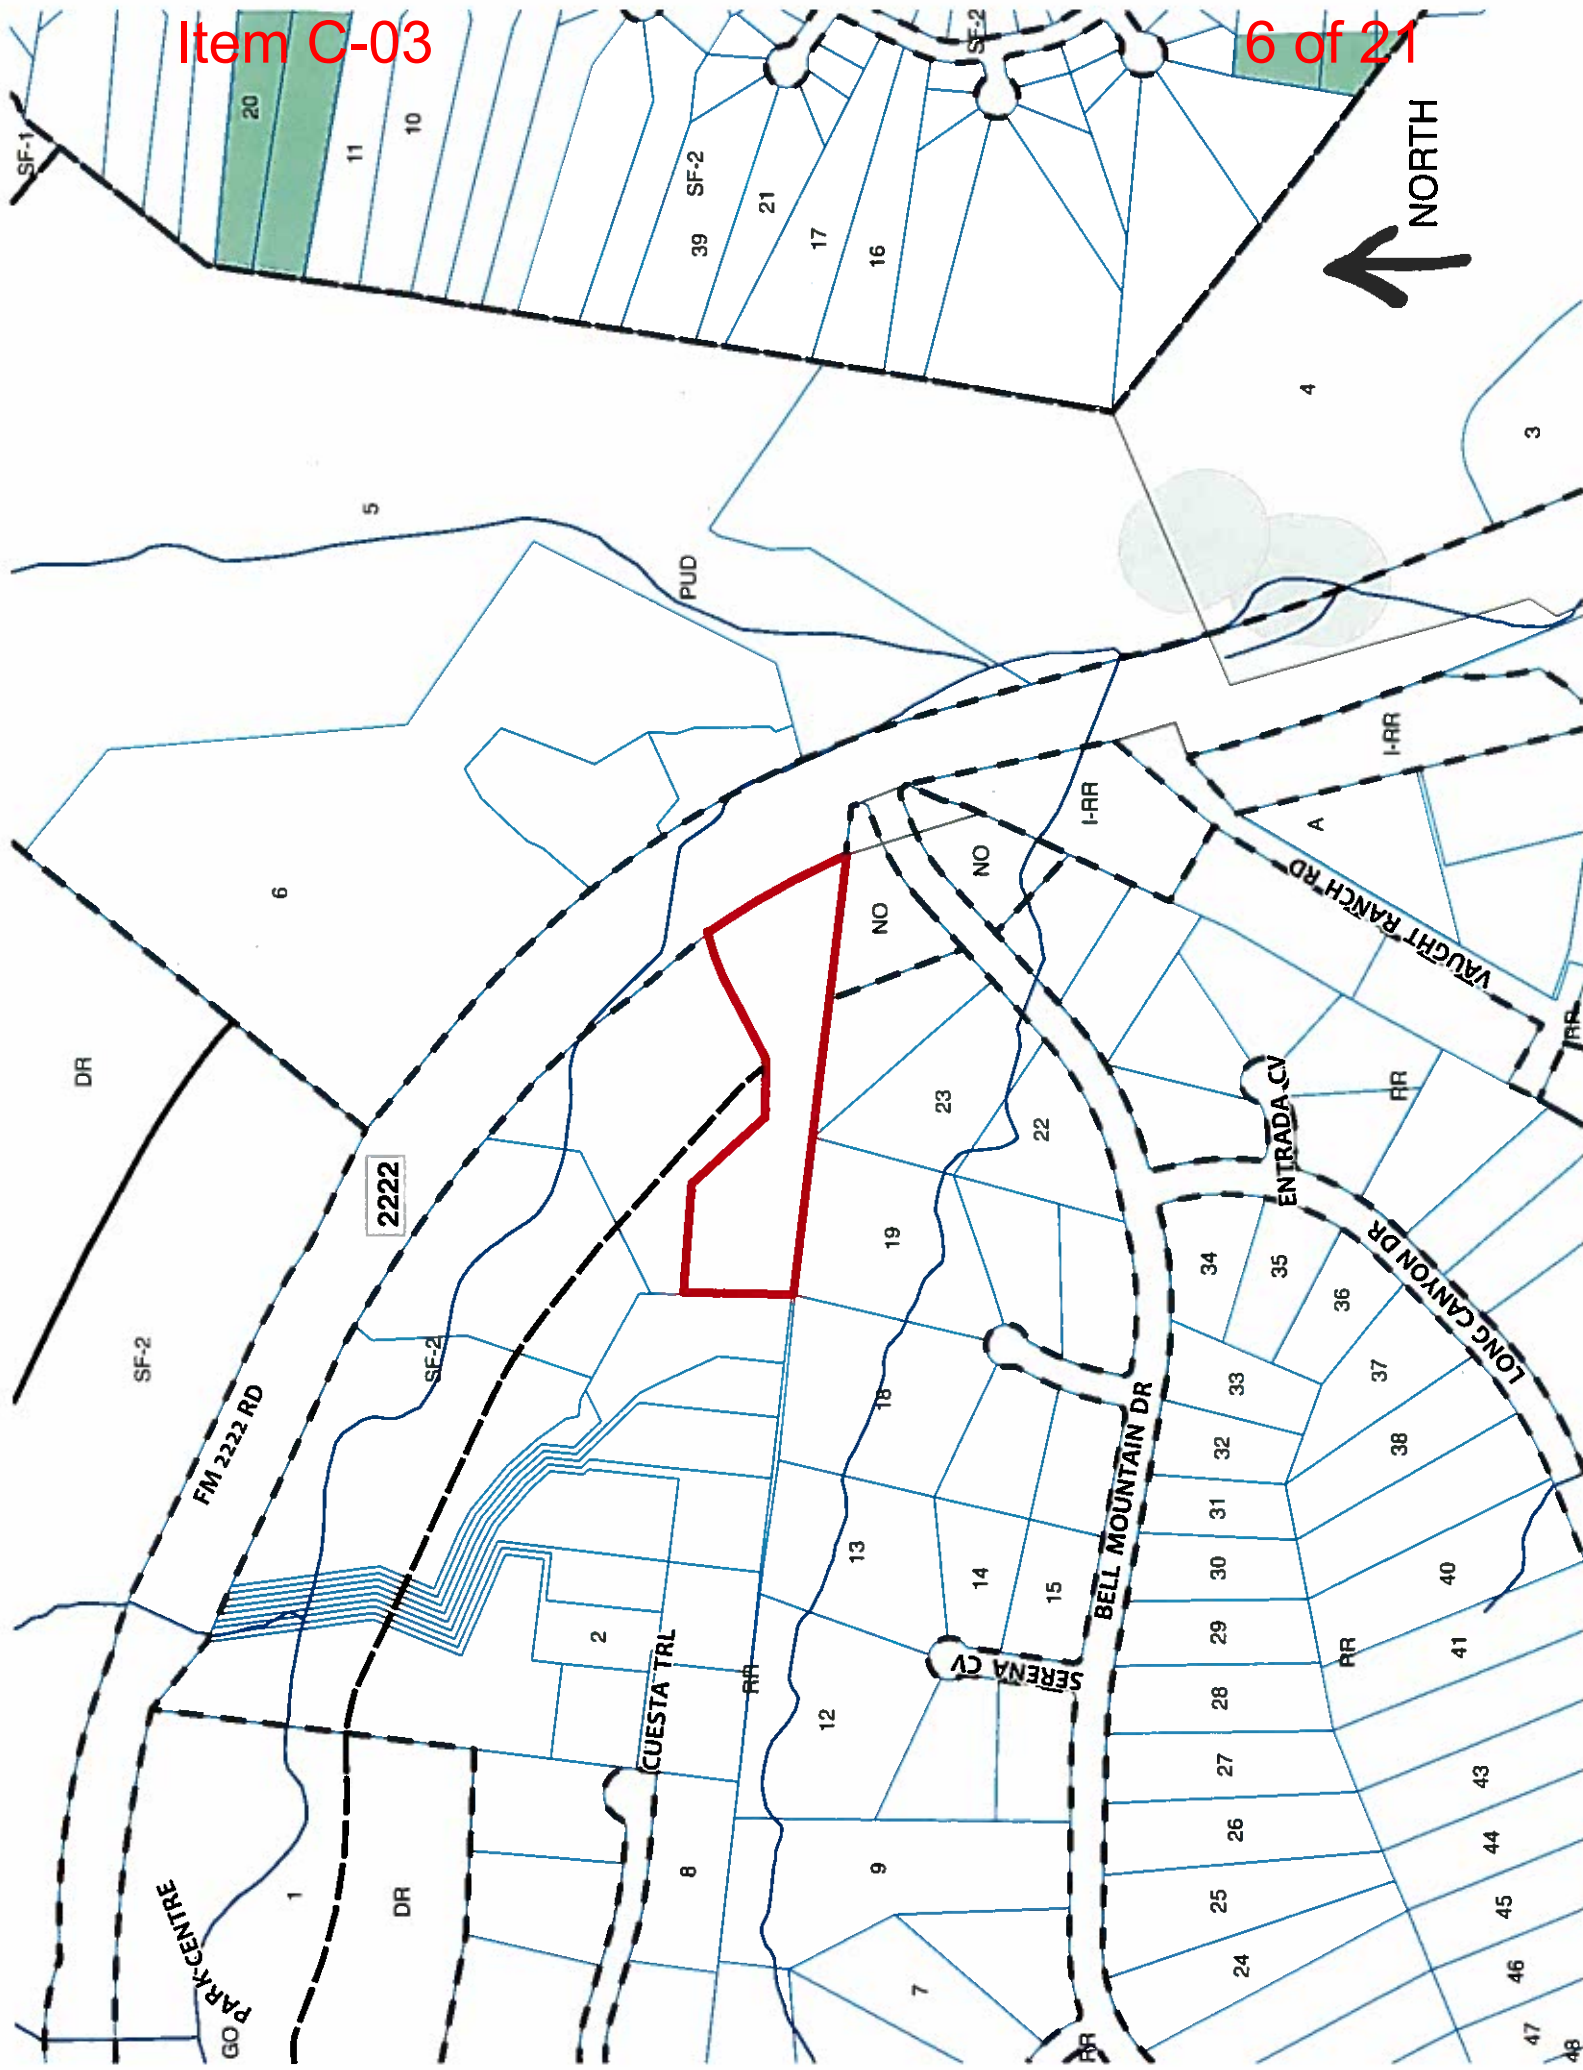 Item C-03
6 of 21
SF-2
SF-1
20
11
10
SF-2
39
21
17
16
NORTH
4
3
5
PUD
6
DR
I-RR
I-RR
A
NO
NO
VAUGHT RANCH RD
RR
2222
23
22
ENTRADA CV
RR
19
34
35
36
LONG CANYON DR
SF-2
SF-2
FM 2222 RD
18
33
37
32
38
BELL MOUNTAIN DR
31
13
14
15
30
40
2
CUESTA TRL
RR
SERENA CV
29
RR
41
28
12
27
43
26
44
1
DR
8
9
25
45
PARK CENTRE
GO
7
24
46
RR
47
48